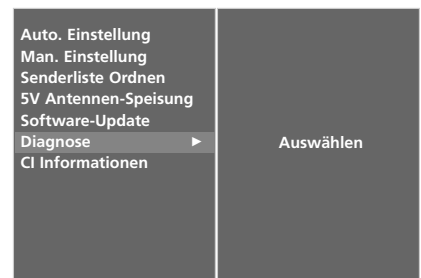 Auto. Einstellung
Man. Einstellung
Senderliste Ordnen
5V Antennen-Speisung
Software-Update
Diagnose ►
Auswählen
CI Informationen